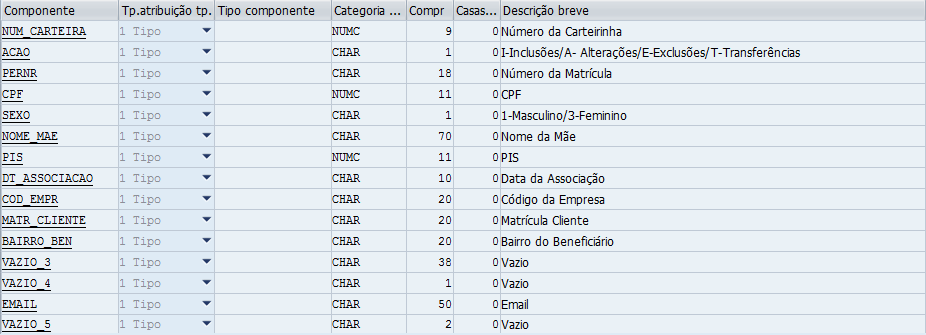 Componente Tp.atribuição tp. Tipo componente Categoria ... Compr Casas... Descrição breve
NUM_CARTEIRA 1 Tipo NUMC 9 0 Número da Carteirinha
ACAO 1 Tipo CHAR 1 0 I-Inclusões/A- Alterações/E-Exclusões/T-Transferências
PERNR 1 Tipo CHAR 18 0 Número da Matrícula
CPF 1 Tipo NUMC 11 0 CPF
SEXO 1 Tipo CHAR 1 0 1-Masculino/3-Feminino
NOME_MAE 1 Tipo CHAR 70 0 Nome da Mãe
PIS 1 Tipo NUMC 11 0 PIS
DT_ASSOCIACAO 1 Tipo CHAR 10 0 Data da Associação
COD_EMPR 1 Tipo CHAR 20 0 Código da Empresa
MATR_CLIENTE 1 Tipo CHAR 20 0 Matrícula Cliente
BAIRRO_BEN 1 Tipo CHAR 20 0 Bairro do Beneficiário
VAZIO_3 1 Tipo CHAR 38 0 Vazio
VAZIO_4 1 Tipo CHAR 1 0 Vazio
EMAIL 1 Tipo CHAR 50 0 Email
VAZIO_5 1 Tipo CHAR 2 0 Vazio